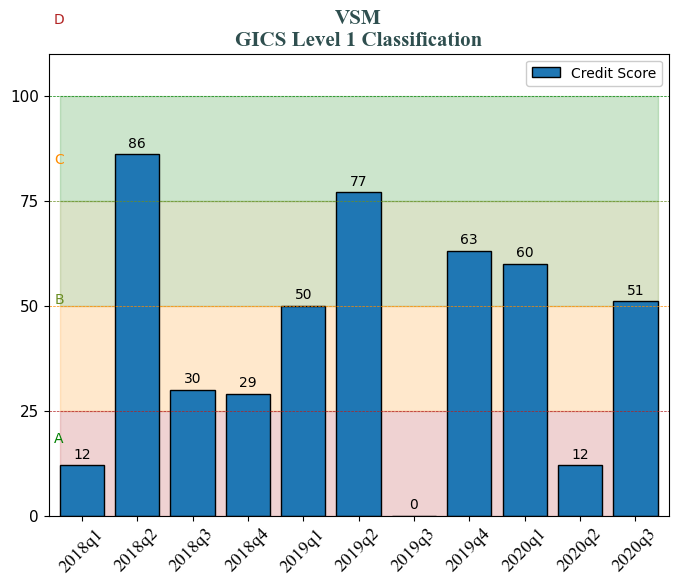 D
VSM
GICS Level 1 Classification
Credit Score
100
75
50
25
0
C
B
A
12
86
30
29
50
77
0
63
60
12
51
2018q1
2018q2
2018q3
2018q4
2019q1
2019q2
2019q3
2019q4
2020q1
2020q2
2020q3